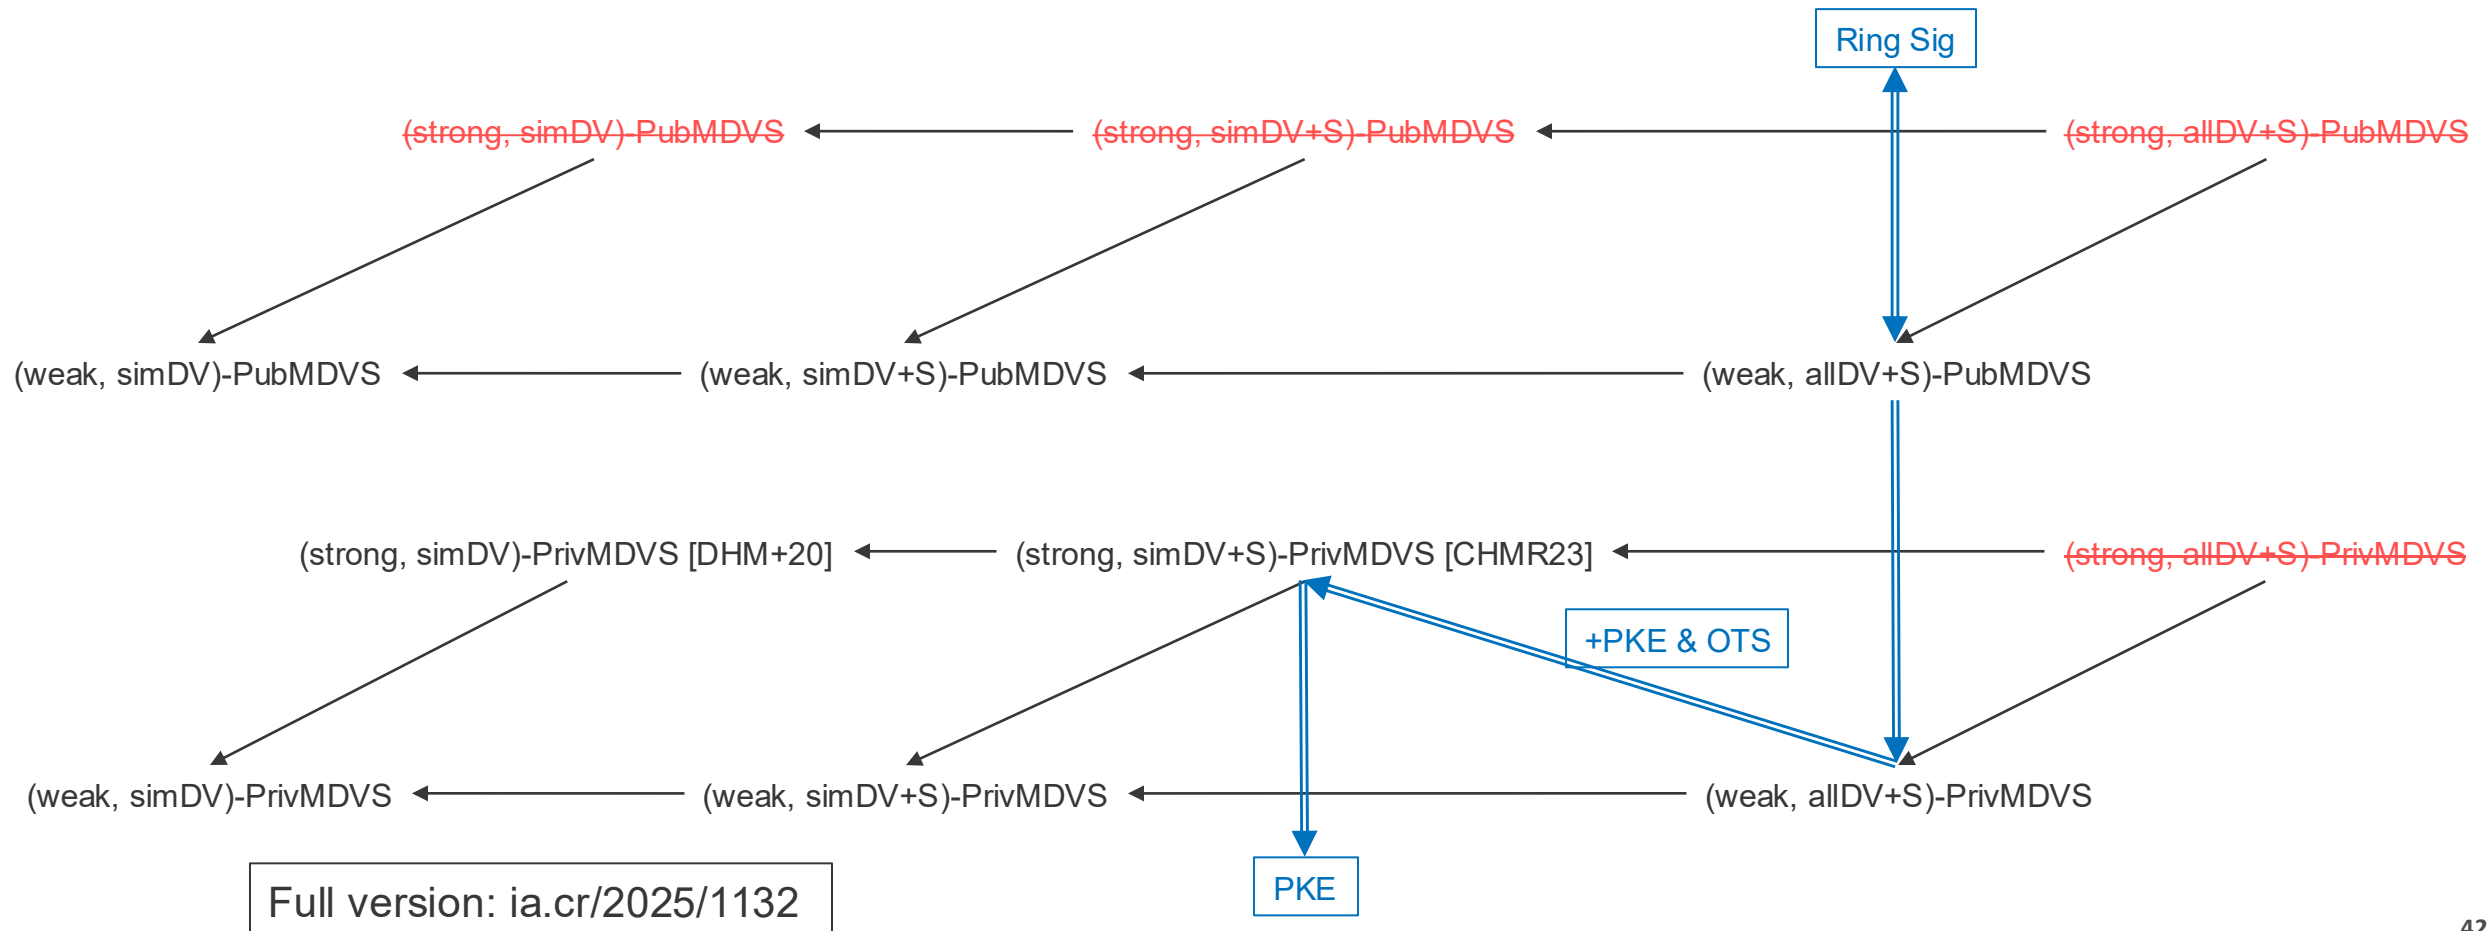 Ring Sig
(strong, simDV)-PubMDVS
(strong, simDV+S)-PubMDVS
(strong, allDV+S)-PubMDVS
(weak, simDV)-PubMDVS
(weak, simDV+S)-PubMDVS
(weak, allDV+S)-PubMDVS
(strong, simDV)-PrivMDVS [DHM+20]
(strong, simDV+S)-PrivMDVS [CHMR23]
(strong, allDV+S)-PrivMDVS
+PKE & OTS
(weak, simDV)-PrivMDVS
(weak, simDV+S)-PrivMDVS
(weak, allDV+S)-PrivMDVS
PKE
Full version: ia.cr/2025/1132
42